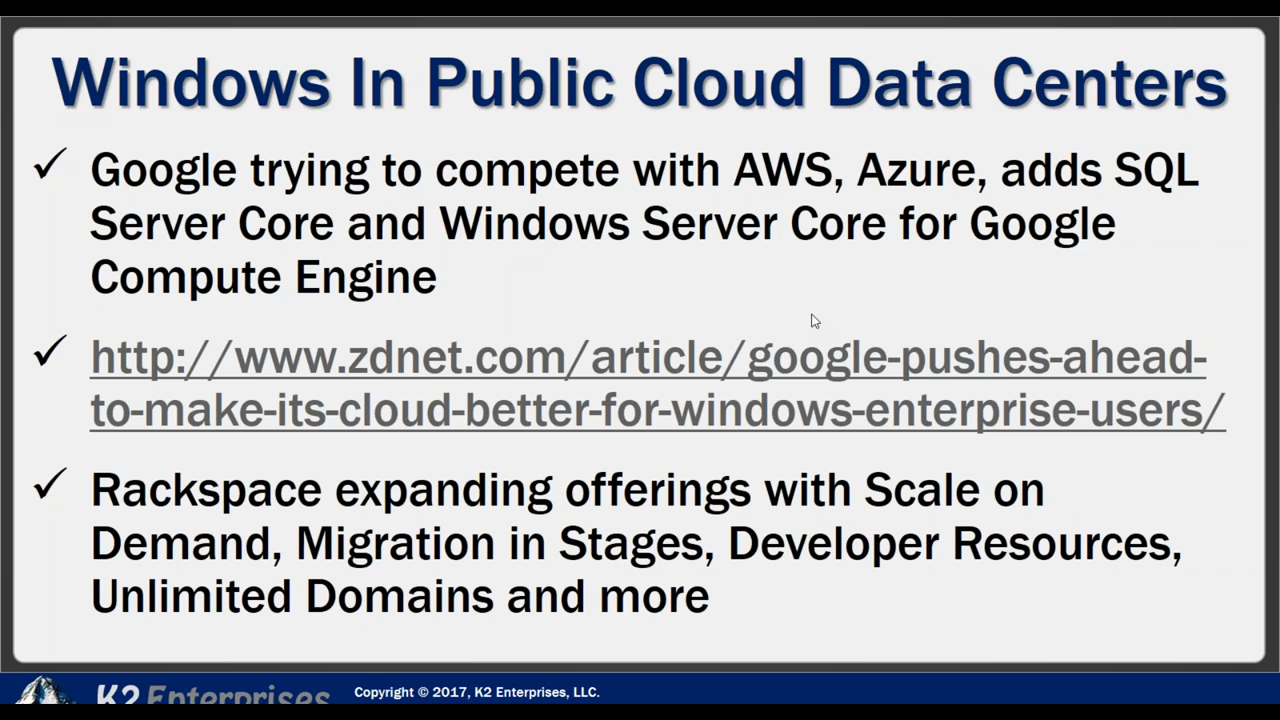 Windows In Public Cloud Data Centers
Google trying to compete with AWS, Azure, adds SQL
Server Core and Windows Server Core for Google
Compute Engine
http://www.zdnet.com/article/google-pushes-ahead-
to-make-its-cloud-better-for-windows-enterprise-users/
Rackspace expanding offerings with Scale on
Demand, Migration in Stages, Developer Resources,
Unlimited Domains and more
K2 Enterprises
Copyright © 2017, K2 Enterprises, LLC.